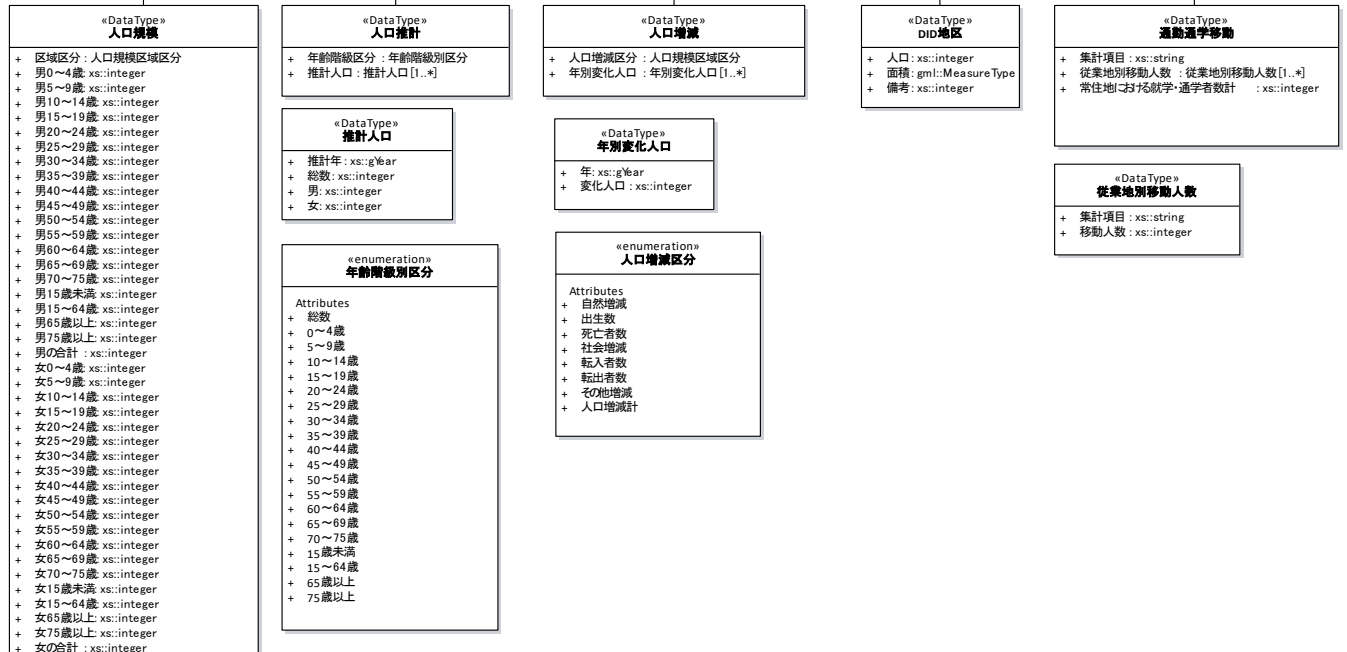 «DataType»
人口規模
+ 区域区分 : 人口規模区域区分
+ 男0～4歳: xs::integer
+ 男5～9歳: xs::integer
+ 男10～14歳: xs::integer
+ 男15～19歳: xs::integer
+ 男20～24歳: xs::integer
+ 男25～29歳: xs::integer
+ 男30～34歳: xs::integer
+ 男35～39歳: xs::integer
+ 男40～44歳: xs::integer
+ 男45～49歳: xs::integer
+ 男50～54歳: xs::integer
+ 男55～59歳: xs::integer
+ 男60～64歳: xs::integer
+ 男65～69歳: xs::integer
+ 男70～75歳: xs::integer
+ 男15歳未満: xs::integer
+ 男15～64歳: xs::integer
+ 男65歳以上: xs::integer
+ 男75歳以上: xs::integer
+ 男の合計 : xs::integer
+ 女0～4歳: xs::integer
+ 女5～9歳: xs::integer
+ 女10～14歳: xs::integer
+ 女15～19歳: xs::integer
+ 女20～24歳: xs::integer
+ 女25～29歳: xs::integer
+ 女30～34歳: xs::integer
+ 女35～39歳: xs::integer
+ 女40～44歳: xs::integer
+ 女45～49歳: xs::integer
+ 女50～54歳: xs::integer
+ 女55～59歳: xs::integer
+ 女60～64歳: xs::integer
+ 女65～69歳: xs::integer
+ 女70～75歳: xs::integer
+ 女15歳未満: xs::integer
+ 女15～64歳: xs::integer
+ 女65歳以上: xs::integer
+ 女75歳以上: xs::integer
+ 女の合計 : xs::integer
«DataType»
人口推計
+ 年齢階級区分 : 年齢階級別区分
+ 推計人口 : 推計人口 [1..*]
«DataType»
推計人口
+ 推計年 : xs::gYear
+ 総数: xs::integer
+ 男: xs::integer
+ 女: xs::integer
«enumeration»
年齢階級別区分
Attributes
+ 総数
+ 0～4歳
+ 5～9歳
+ 10～14歳
+ 15～19歳
+ 20～24歳
+ 25～29歳
+ 30～34歳
+ 35～39歳
+ 40～44歳
+ 45～49歳
+ 50～54歳
+ 55～59歳
+ 60～64歳
+ 65～69歳
+ 70～75歳
+ 15歳未満
+ 15～64歳
+ 65歳以上
+ 75歳以上
«DataType»
人口増減
+ 人口増減区分 : 人口規模区域区分
+ 年別変化人口 : 年別変化人口 [1..*]
«DataType»
年別変化人口
+ 年: xs::gYear
+ 変化人口 : xs::integer
«enumeration»
人口増減区分
Attributes
+ 自然増減
+ 出生数
+ 死亡者数
+ 社会増減
+ 転入者数
+ 転出者数
+ その他増減
+ 人口増減計
«DataType»
DID地区
+ 人口: xs::integer
+ 面積: gml::MeasureType
+ 備考: xs::integer
«DataType»
通勤通学移動
+ 集計項目 : xs::string
+ 従業地別移動人数 : 従業地別移動人数 [1..*]
+ 常住地における就学・通学者数計 : xs::integer
«DataType»
従業地別移動人数
+ 集計項目 : xs::string
+ 移動人数 : xs::integer